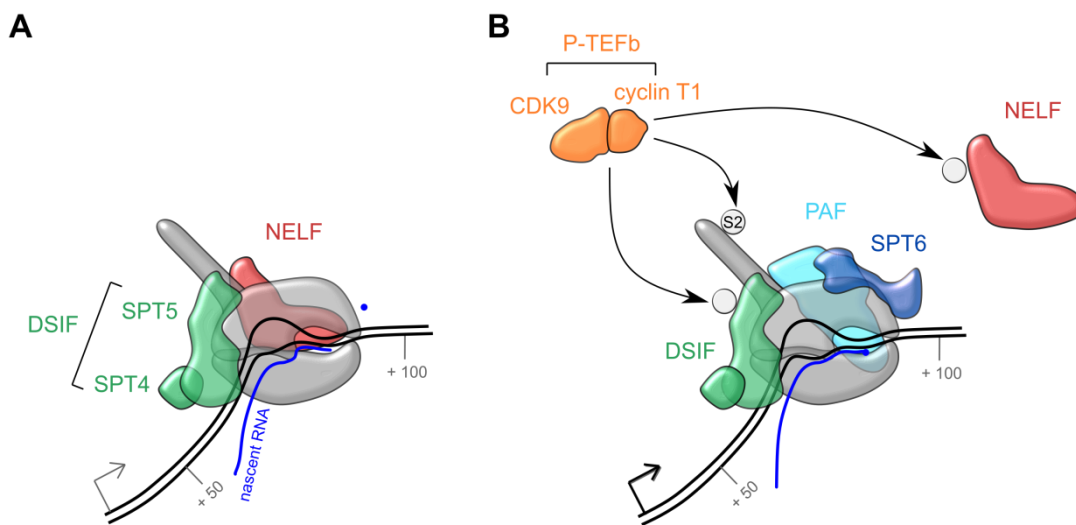 A
NELF
DSIF
SPT5
SPT4
nascent RNA
+ 50
+ 100
B
P-TEFb
CDK9
cyclin T1
NELF
S2
PAF
SPT6
DSIF
+ 50
+ 100